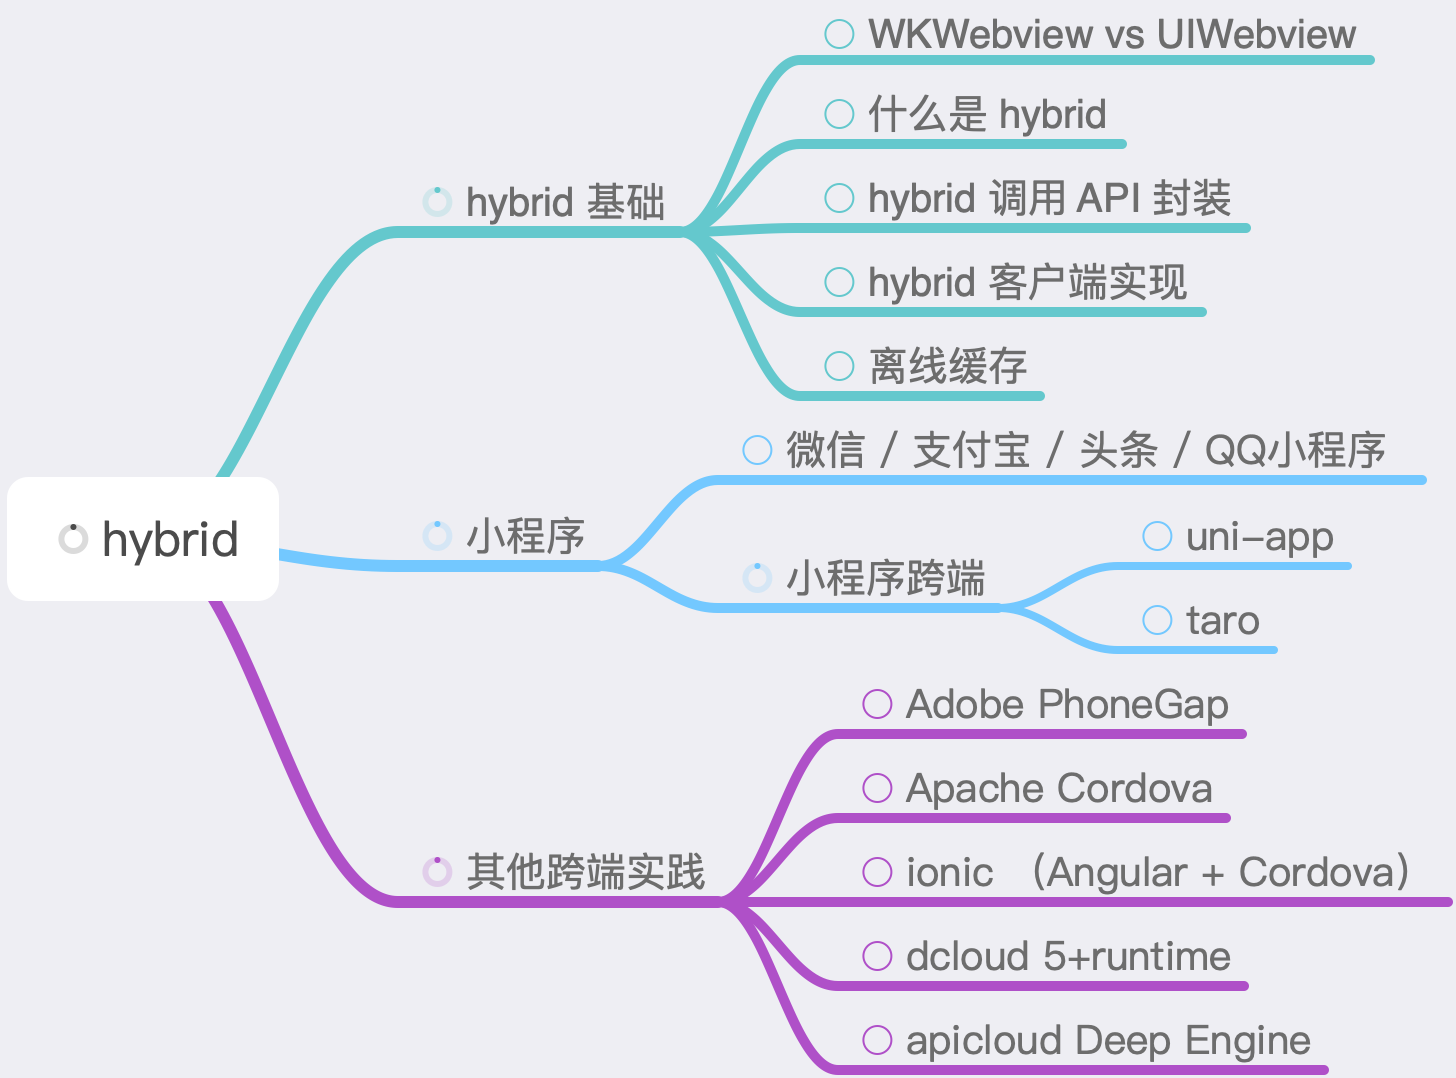 WKWebview vs UIWebview
什么是 hybrid
hybrid 基础
hybrid 调用 API 封装
hybrid 客户端实现
离线缓存
微信 / 支付宝 / 头条 / QQ小程序
hybrid
小程序
uni-app
小程序跨端
taro
Adobe PhoneGap
Apache Cordova
其他跨端实践
ionic （Angular + Cordova）
dcloud 5+runtime
apicloud Deep Engine